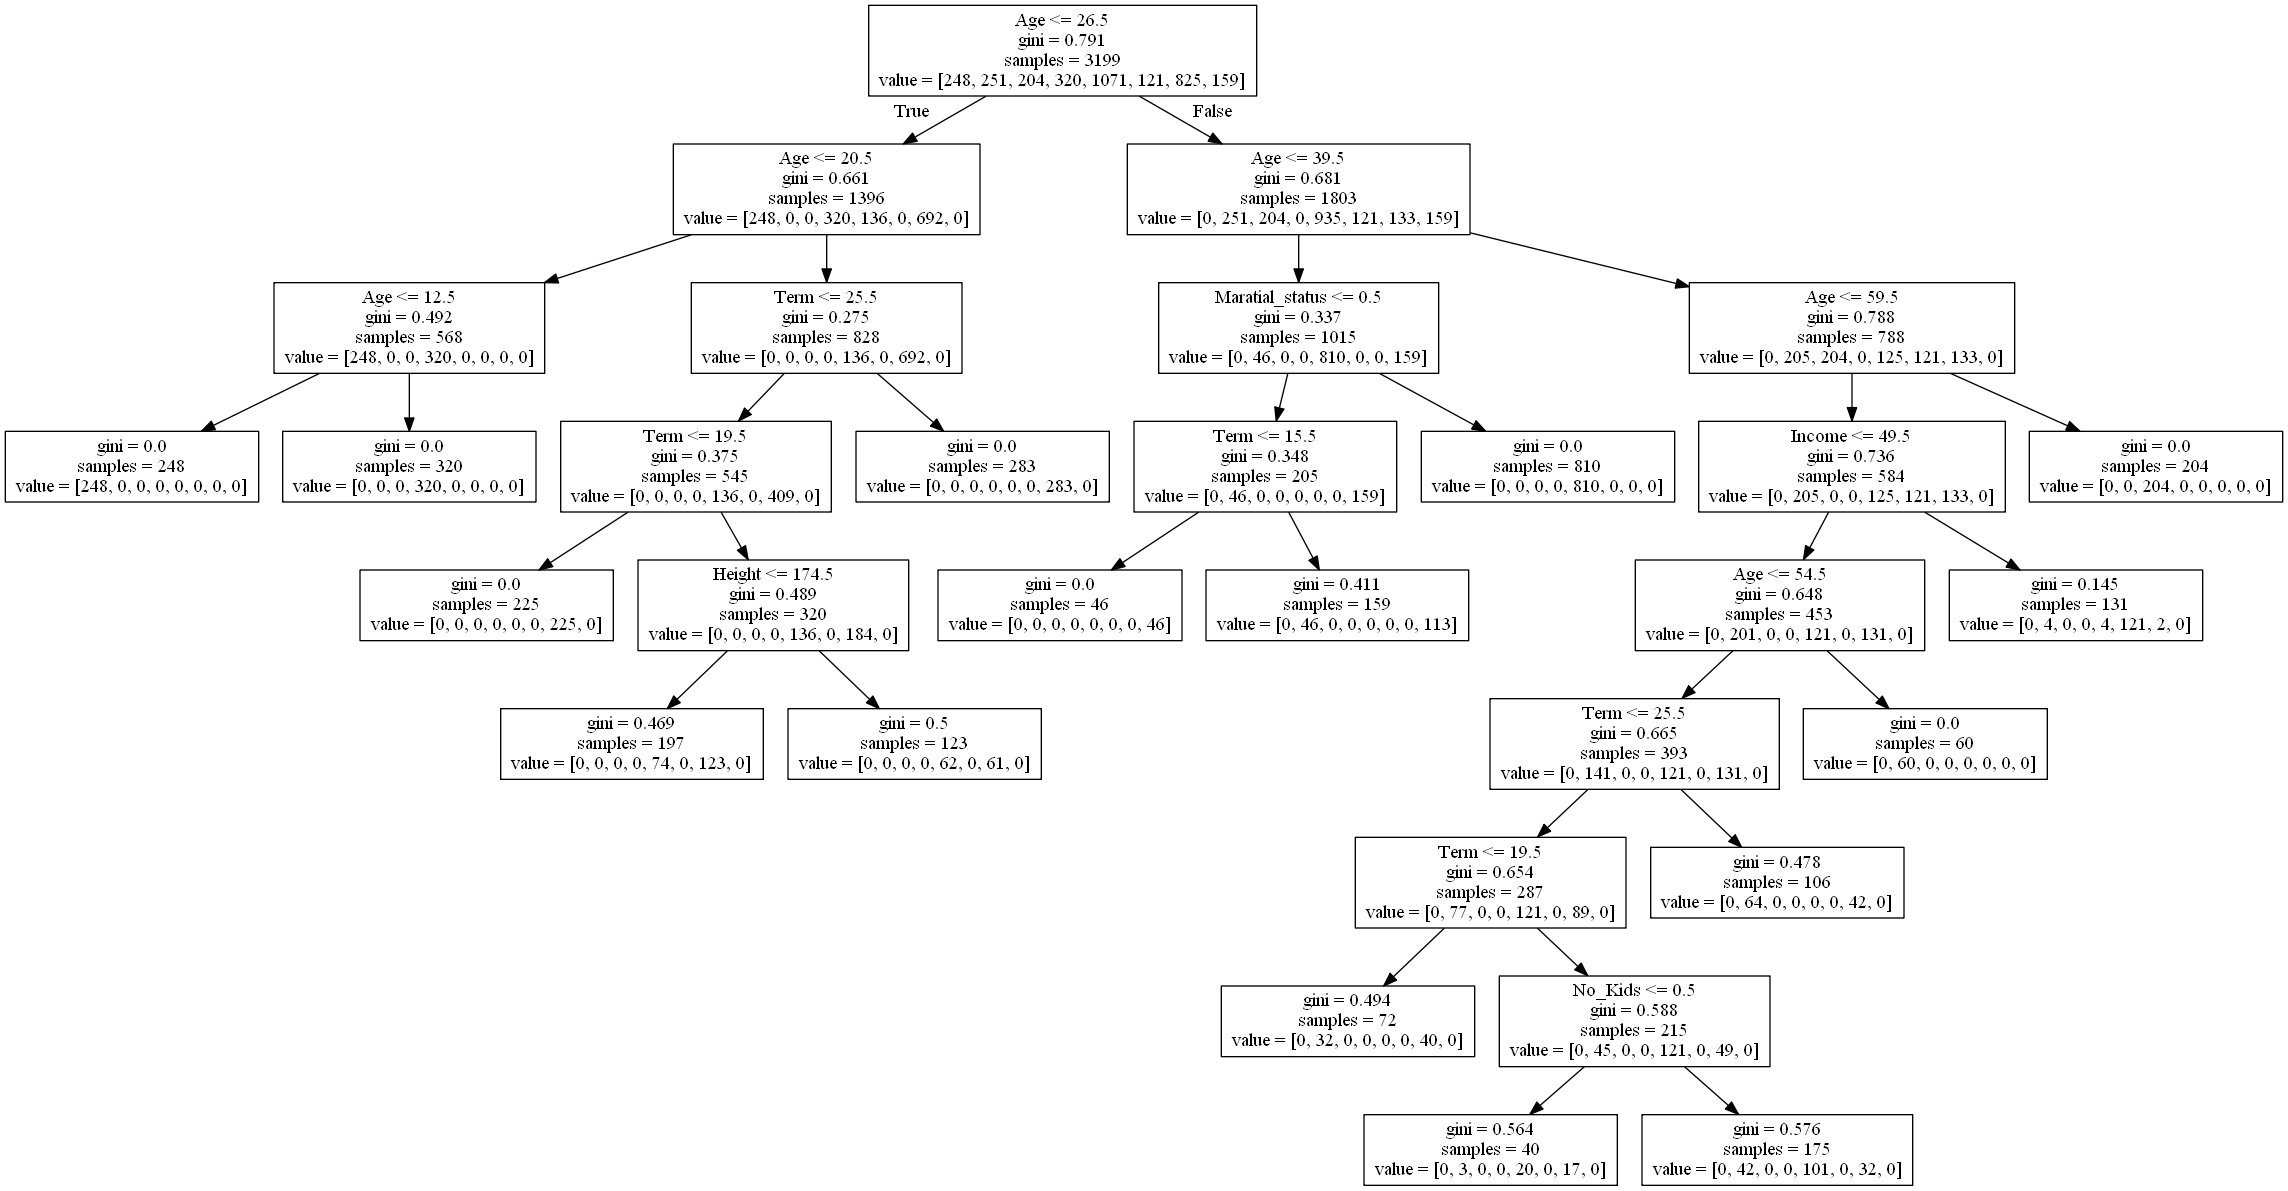 Age <= 26.5
gini = 0.791
samples = 3199
value = [248, 251, 204, 320, 1071, 121, 825, 159]
True
False
Age <= 20.5
gini = 0.661
samples = 1396
value = [248, 0, 0, 320, 136, 0, 692, 0]
Age <= 39.5
gini = 0.681
samples = 1803
value = [0, 251, 204, 0, 935, 121, 133, 159]
Age <= 12.5
gini = 0.492
samples = 568
value = [248, 0, 0, 320, 0, 0, 0, 0]
Term <= 25.5
gini = 0.275
samples = 828
value = [0, 0, 0, 0, 136, 0, 692, 0]
Maratial_status <= 0.5
gini = 0.337
samples = 1015
value = [0, 46, 0, 0, 810, 0, 0, 159]
Age <= 59.5
gini = 0.788
samples = 788
value = [0, 205, 204, 0, 125, 121, 133, 0]
gini = 0.0
samples = 248
value = [248, 0, 0, 0, 0, 0, 0, 0]
gini = 0.0
samples = 320
value = [0, 0, 0, 320, 0, 0, 0, 0]
Term <= 19.5
gini = 0.375
samples = 545
value = [0, 0, 0, 0, 136, 0, 409, 0]
gini = 0.0
samples = 283
value = [0, 0, 0, 0, 0, 0, 283, 0]
Term <= 15.5
gini = 0.348
samples = 205
value = [0, 46, 0, 0, 0, 0, 0, 159]
gini = 0.0
samples = 810
value = [0, 0, 0, 0, 810, 0, 0, 0]
Income <= 49.5
gini = 0.736
samples = 584
value = [0, 205, 0, 0, 125, 121, 133, 0]
gini = 0.0
samples = 204
value = [0, 0, 204, 0, 0, 0, 0, 0]
gini = 0.0
samples = 225
value = [0, 0, 0, 0, 0, 0, 225, 0]
Height <= 174.5
gini = 0.489
samples = 320
value = [0, 0, 0, 0, 136, 0, 184, 0]
gini = 0.0
samples = 46
value = [0, 0, 0, 0, 0, 0, 0, 46]
gini = 0.411
samples = 159
value = [0, 46, 0, 0, 0, 0, 0, 113]
Age <= 54.5
gini = 0.648
samples = 453
value = [0, 201, 0, 0, 121, 0, 131, 0]
gini = 0.145
samples = 131
value = [0, 4, 0, 0, 4, 121, 2, 0]
gini = 0.469
samples = 197
value = [0, 0, 0, 0, 74, 0, 123, 0]
gini = 0.5
samples = 123
value = [0, 0, 0, 0, 62, 0, 61, 0]
Term <= 25.5
gini = 0.665
samples = 393
value = [0, 141, 0, 0, 121, 0, 131, 0]
gini = 0.0
samples = 60
value = [0, 60, 0, 0, 0, 0, 0, 0]
Term <= 19.5
gini = 0.654
samples = 287
value = [0, 77, 0, 0, 121, 0, 89, 0]
gini = 0.478
samples = 106
value = [0, 64, 0, 0, 0, 0, 42, 0]
gini = 0.494
samples = 72
value = [0, 32, 0, 0, 0, 0, 40, 0]
No_Kids <= 0.5
gini = 0.588
samples = 215
value = [0, 45, 0, 0, 121, 0, 49, 0]
gini = 0.564
samples = 40
value = [0, 3, 0, 0, 20, 0, 17, 0]
gini = 0.576
samples = 175
value = [0, 42, 0, 0, 101, 0, 32, 0]